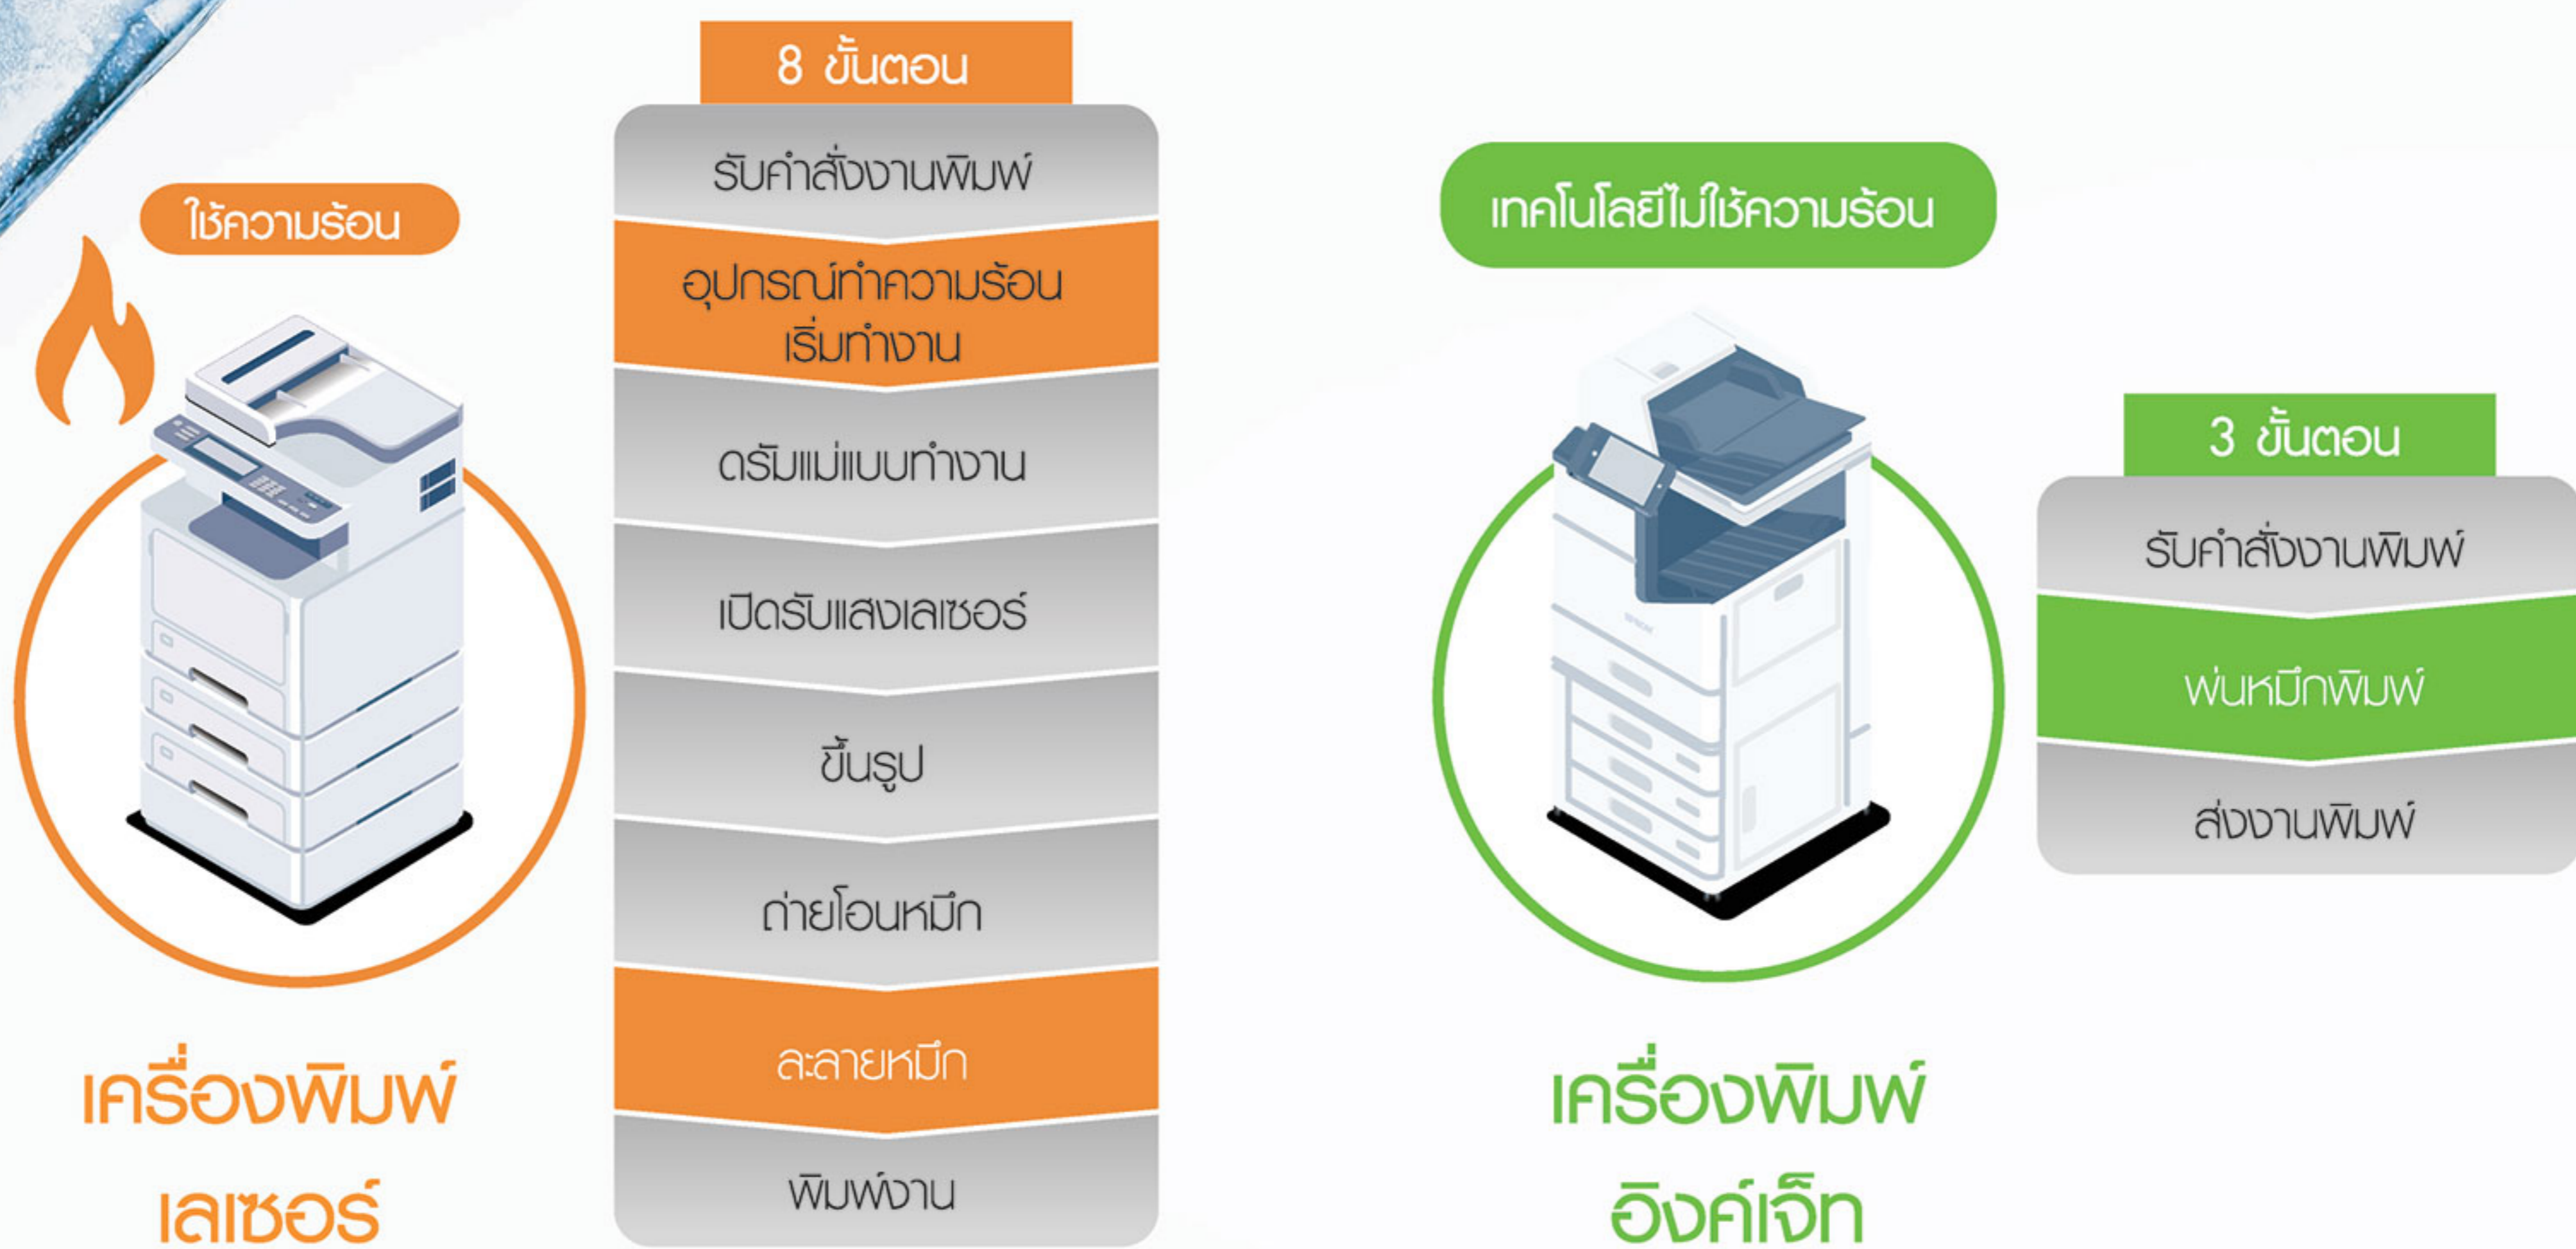 ใช้ความร้อน
เครื่องพิมพ์
เลเซอร์
8 ขั้นตอน
รับคำสั่งงานพิมพ์
อุปกรณ์ทำความร้อน
เริ่มทำงาน
ดรัมแม่แบบทำงาน
เปิดรับแสงเลเซอร์
ขึ้นรูป
ถ่ายโอนหมึก
ละลายหมึก
พิมพ์งาน
เทคโนโลยีไม่ใช้ความร้อน
EPSON
เครื่องพิมพ์
อิงค์เจ็ท
3 ขั้นตอน
รับคำสั่งงานพิมพ์
พ่นหมึกพิมพ์
ส่งงานพิมพ์